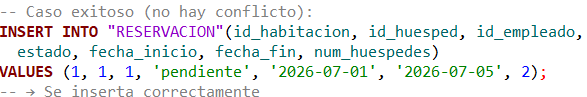 -- Caso exitoso (no hay conflicto):
INSERT INTO "RESERVACION"(id_habitacion, id_huesped, id_empleado,
estado, fecha_inicio, fecha_fin, num_huespedes)
VALUES (1, 1, 1, 'pendiente', '2026-07-01', '2026-07-05', 2);
-- → Se inserta correctamente